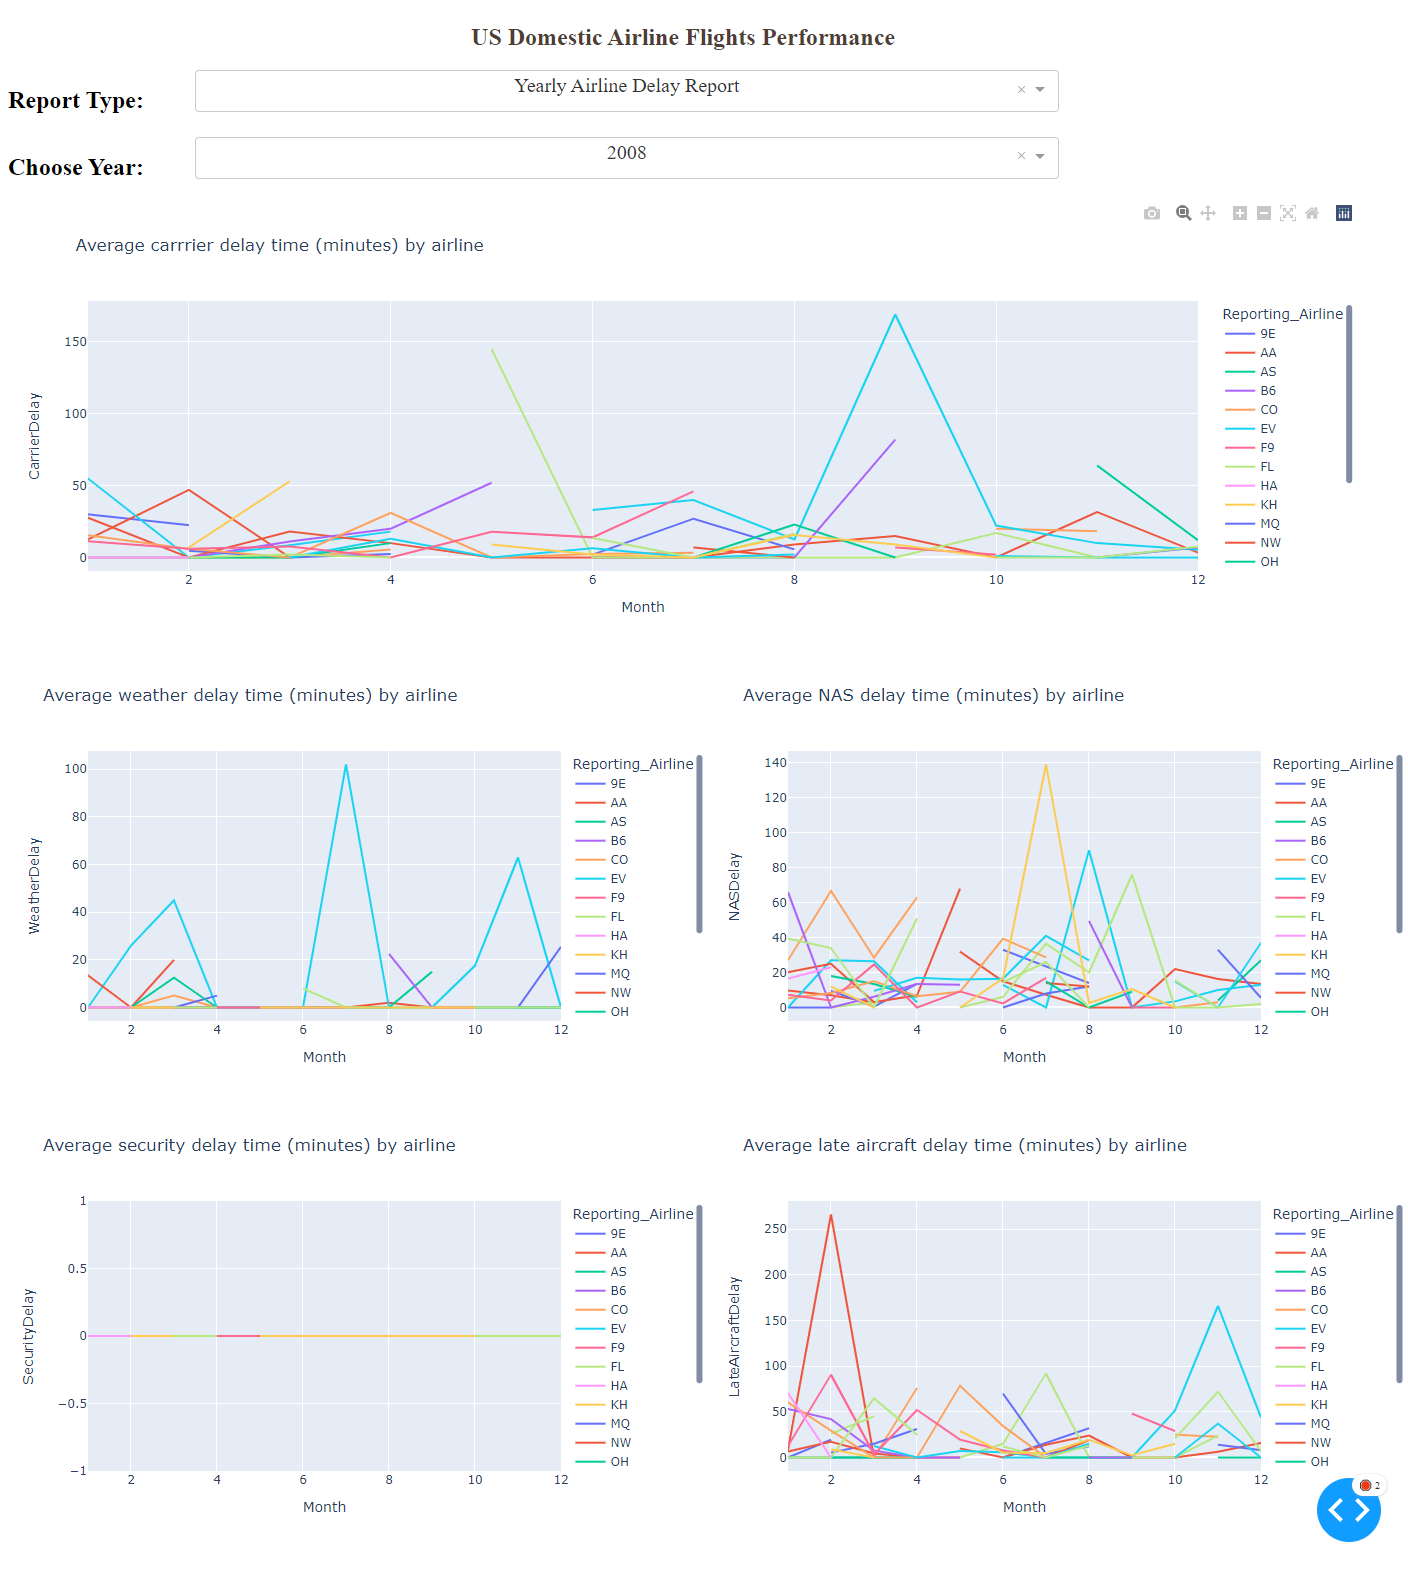 US Domestic Airline Flights Performance
Report Type:
Yearly Airline Delay Report
×
Choose Year:
2008
×
Average carrrier delay time (minutes) by airline
CarrierDelay
150
100
50
0
2 4 6 8 10 12
Month
Reporting_Airline
9E
AA
AS
B6
CO
EV
F9
FL
HA
KH
MQ
NW
OH
Average weather delay time (minutes) by airline
WeatherDelay
100
80
60
40
20
0
2 4 6 8 10 12
Month
Reporting_Airline
9E
AA
AS
B6
CO
EV
F9
FL
HA
KH
MQ
NW
OH
Average NAS delay time (minutes) by airline
NASDelay
140
120
100
80
60
40
20
0
2 4 6 8 10 12
Month
Reporting_Airline
9E
AA
AS
B6
CO
EV
F9
FL
HA
KH
MQ
NW
OH
Average security delay time (minutes) by airline
SecurityDelay
1
0.5
0
−0.5
−1
2 4 6 8 10 12
Month
Reporting_Airline
9E
AA
AS
B6
CO
EV
F9
FL
HA
KH
MQ
NW
OH
Average late aircraft delay time (minutes) by airline
LateAircraftDelay
250
200
150
100
50
0
2 4 6 8 10 12
Month
Reporting_Airline
9E
AA
AS
B6
CO
EV
F9
FL
HA
KH
MQ
NW
OH
2